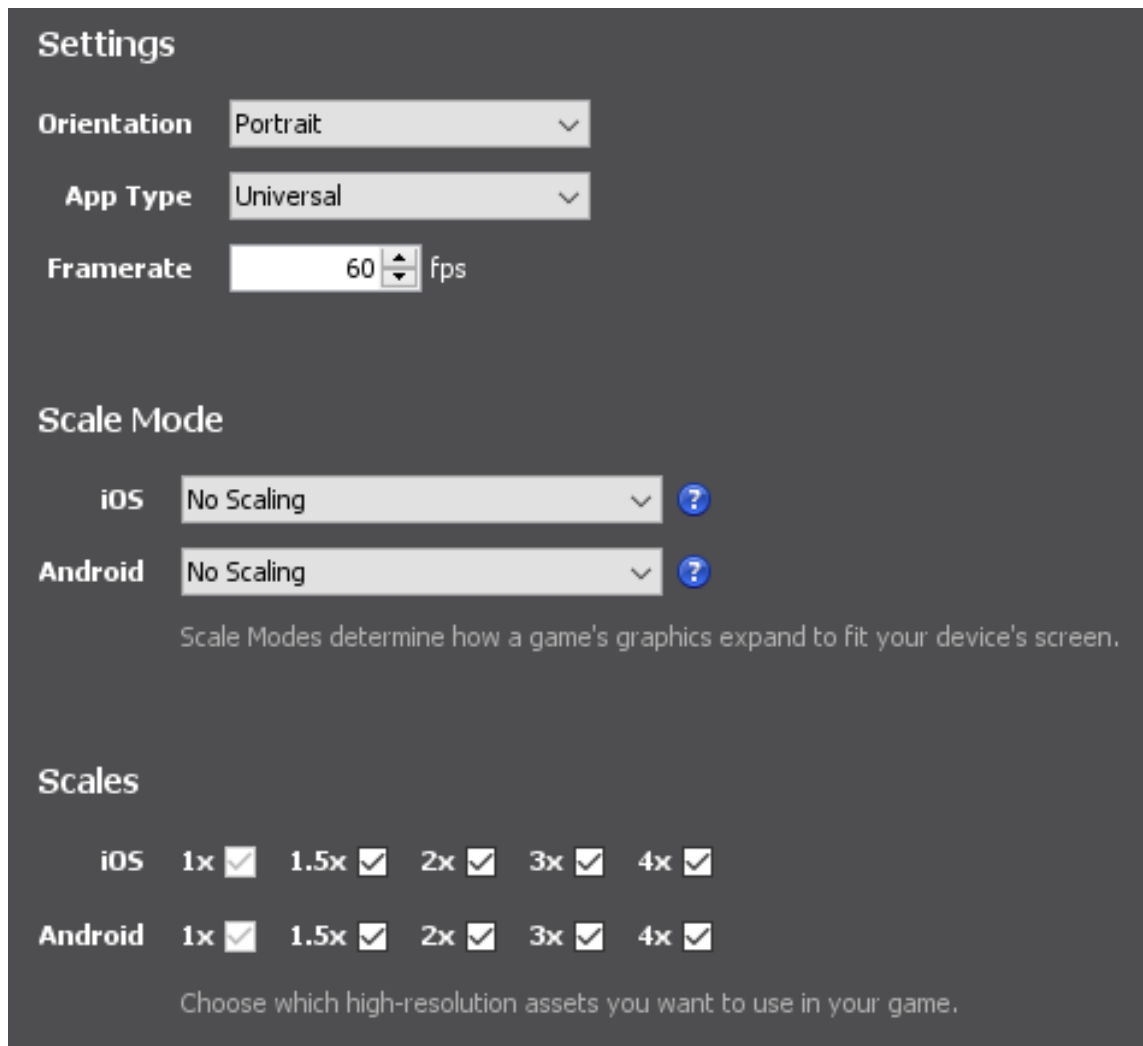 Settings
Orientation Portrait
App Type Universal
Framerate 60 fps
Scale Mode
iOS No Scaling ?
Android No Scaling ?
Scale Modes determine how a game's graphics expand to fit your device's screen.
Scales
iOS 1x 1.5x 2x 3x 4x
Android 1x 1.5x 2x 3x 4x
Choose which high-resolution assets you want to use in your game.